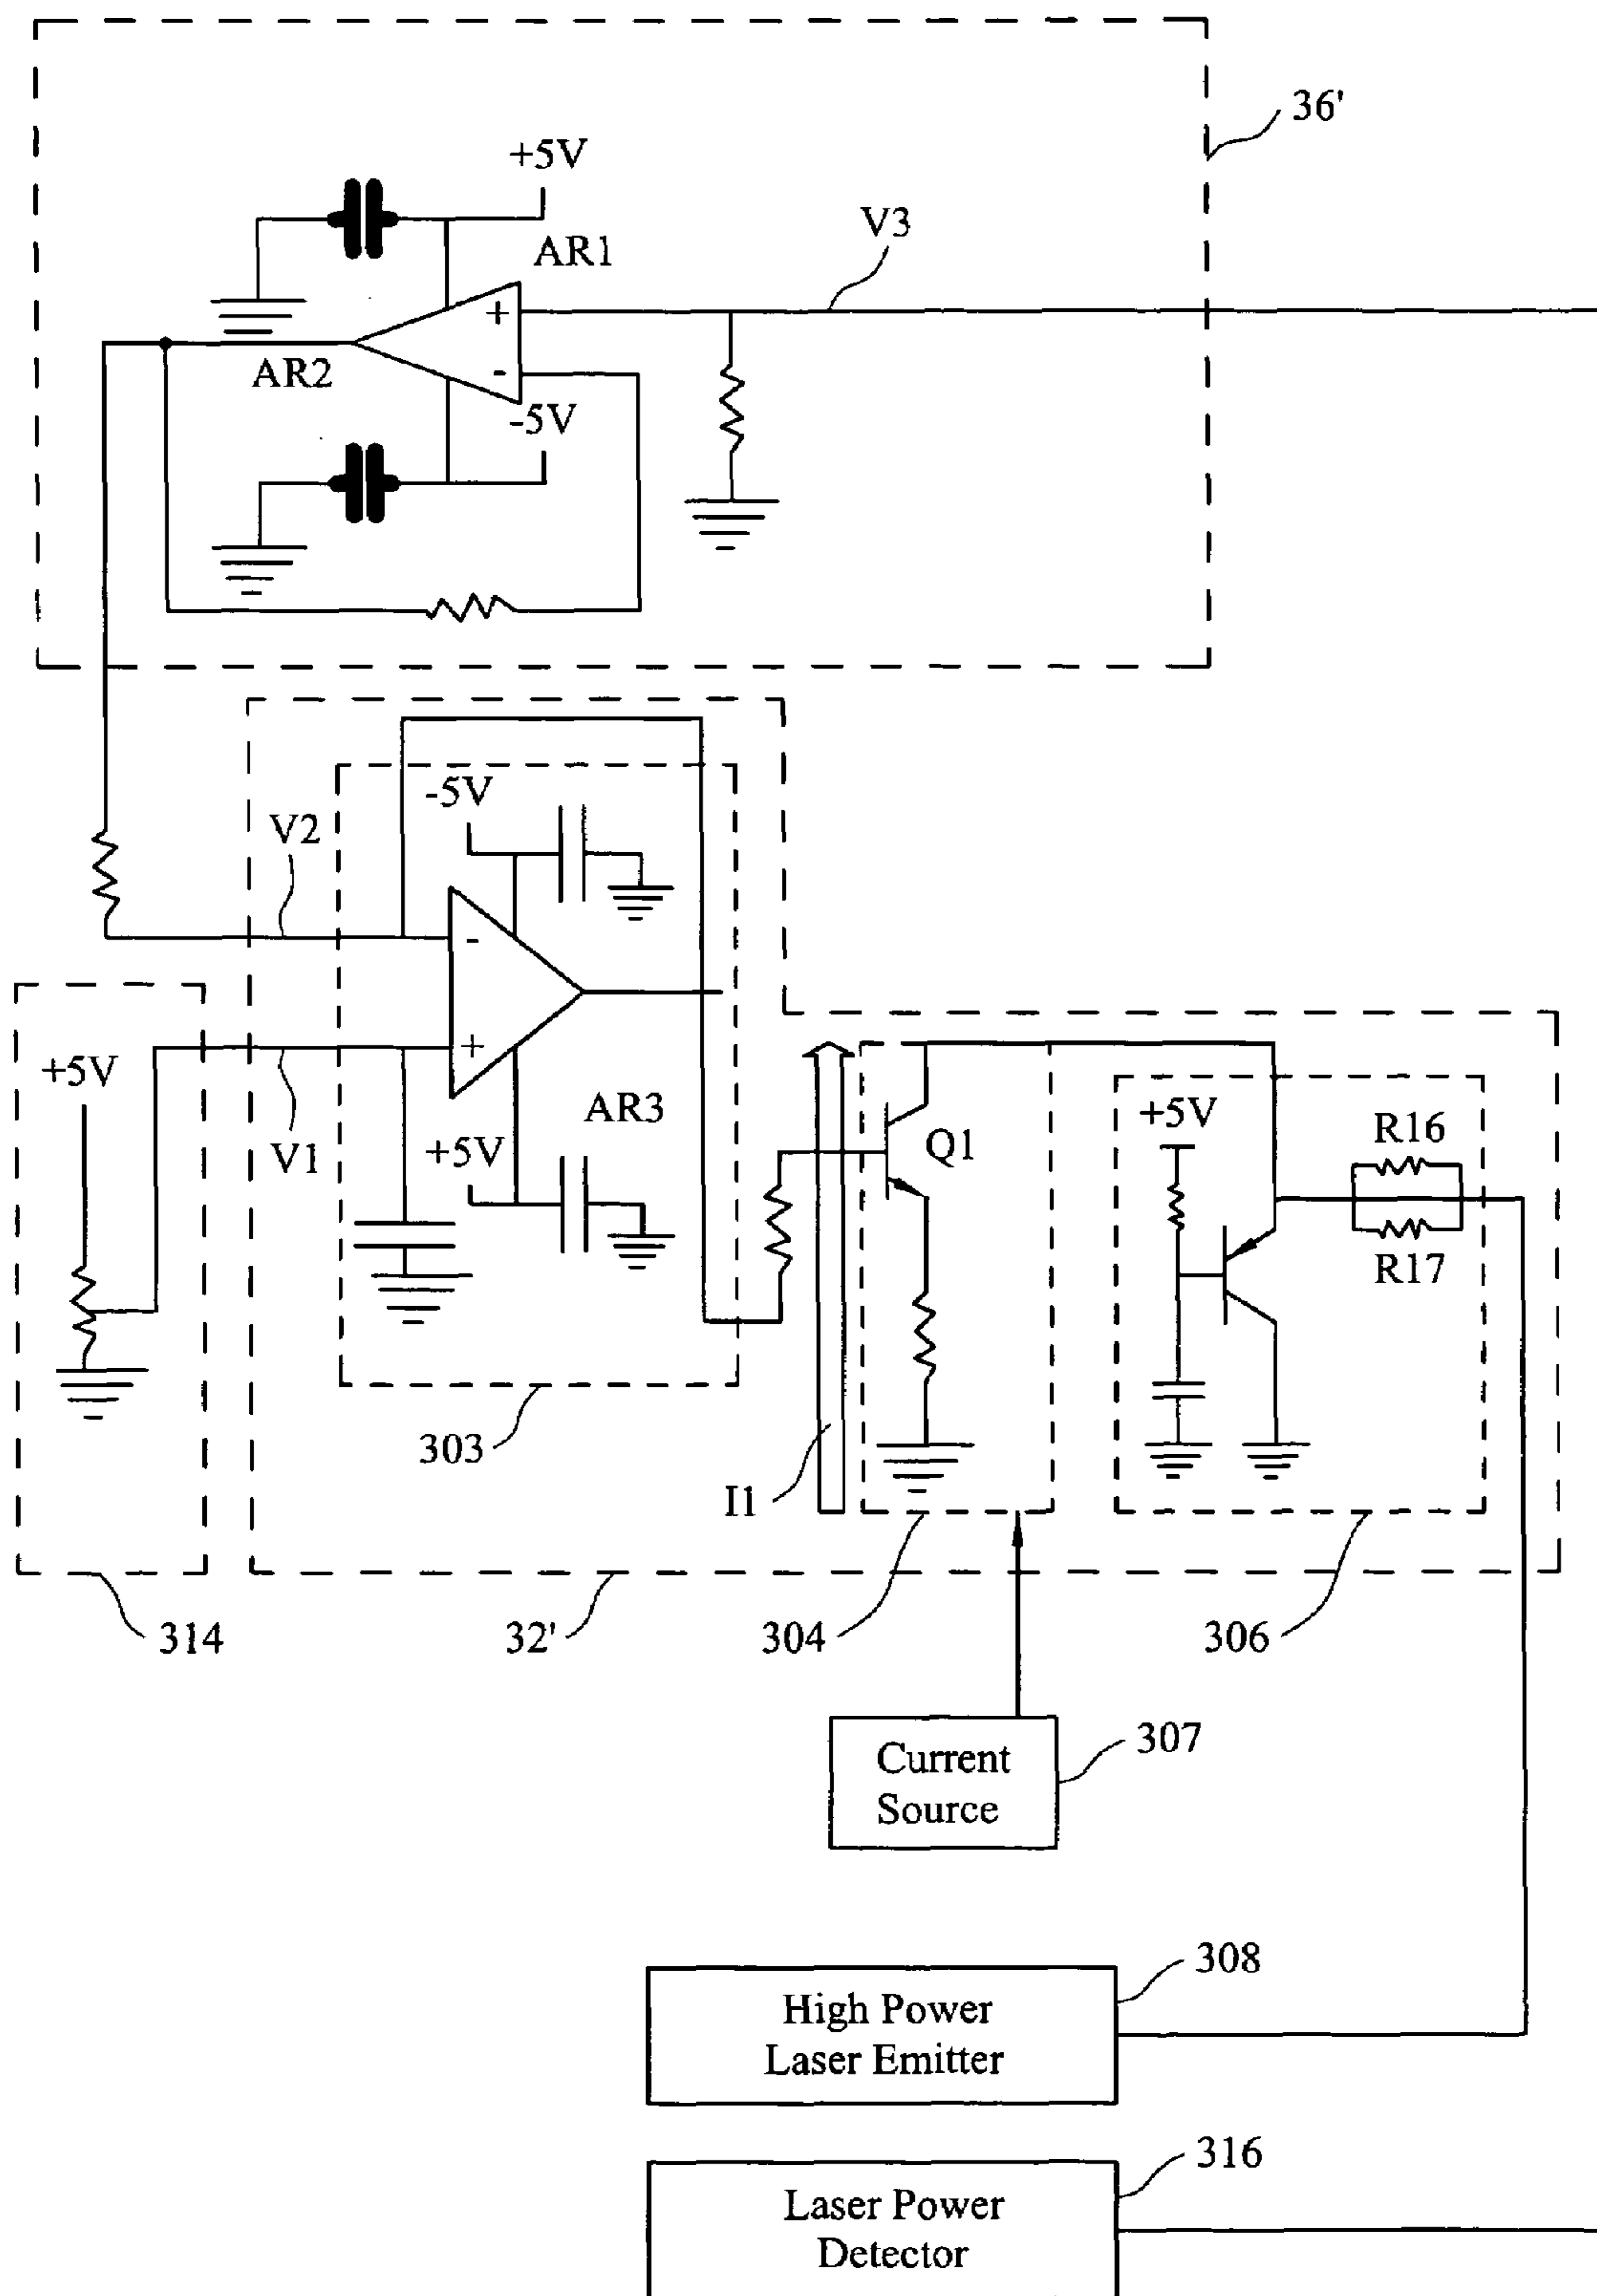 36'
+5V
V3
AR1
+
AR2
-
-5V
-5V
V2
-
+
+5V
AR3
+5V
V1
+5V
Q1
R16
R17
303
I1
314
32'
304
306
307
Current
Source
308
High Power
Laser Emitter
316
Laser Power
Detector